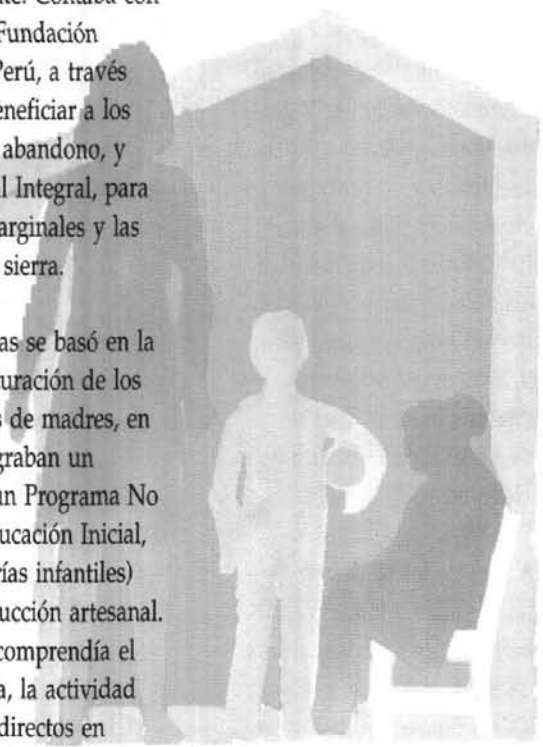 te. Contaba con
Fundación
Perú, a través
eneficiar a los
abandono, y
l Integral, para
arginales y las
sierra.
as se basó en la
uración de los
s de madres, en
graban un
un Programa No
ucación Inicial,
rías infantiles)
ucción artesanal.
comprendía el
a, la actividad
directos en